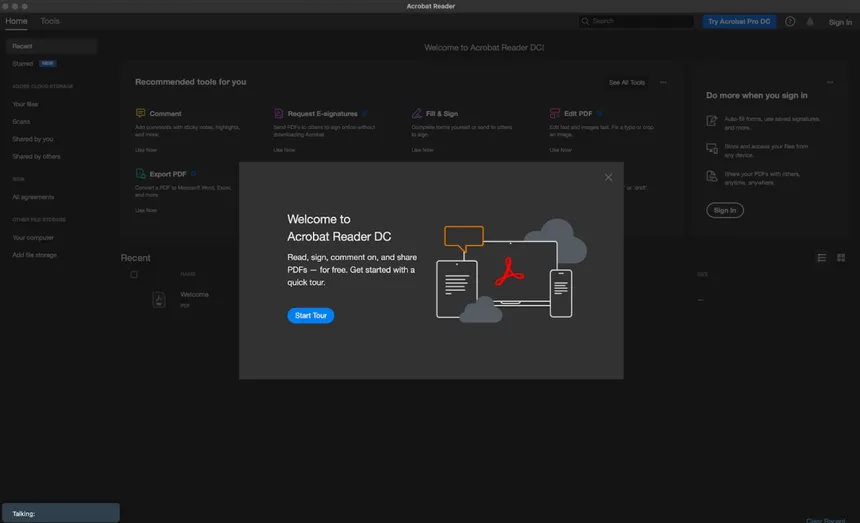 Acrobat Reader
Home Tools
Search
Try Acrobat Pro DC
?
Sign In
Recent
Starred NEW
ADOBE CLOUD STORAGE
Your files
Scans
Shared by you
Shared by others
SIGN
All agreements
OTHER FILE STORAGE
Your computer
Add file storage
Welcome to Acrobat Reader DC!
Recommended tools for you
See All Tools
Comment
Add comments with sticky notes, highlights,
and more.
Use Now
Request E-signatures
Send PDFs to others to sign online without
downloading Acrobat
Use Now
Fill & Sign
Complete forms yourself or send to others
to sign.
Use Now
Edit PDF
Edit text and images fast. Fix a typo or crop
an image.
Use Now
Export PDF
Convert a PDF to Microsoft Word, Excel,
and more.
Use Now
Do more when you sign in
Auto-fill forms, use saved signatures,
and more.
Store and access your files from
any device.
Share your PDFs with others,
anytime, anywhere.
Sign In
Welcome to
Acrobat Reader DC
Read, sign, comment on, and share
PDFs — for free. Get started with a
quick tour.
Start Tour
Recent
NAME
SIZE
Welcome
PDF
Talking:
Clear Recent